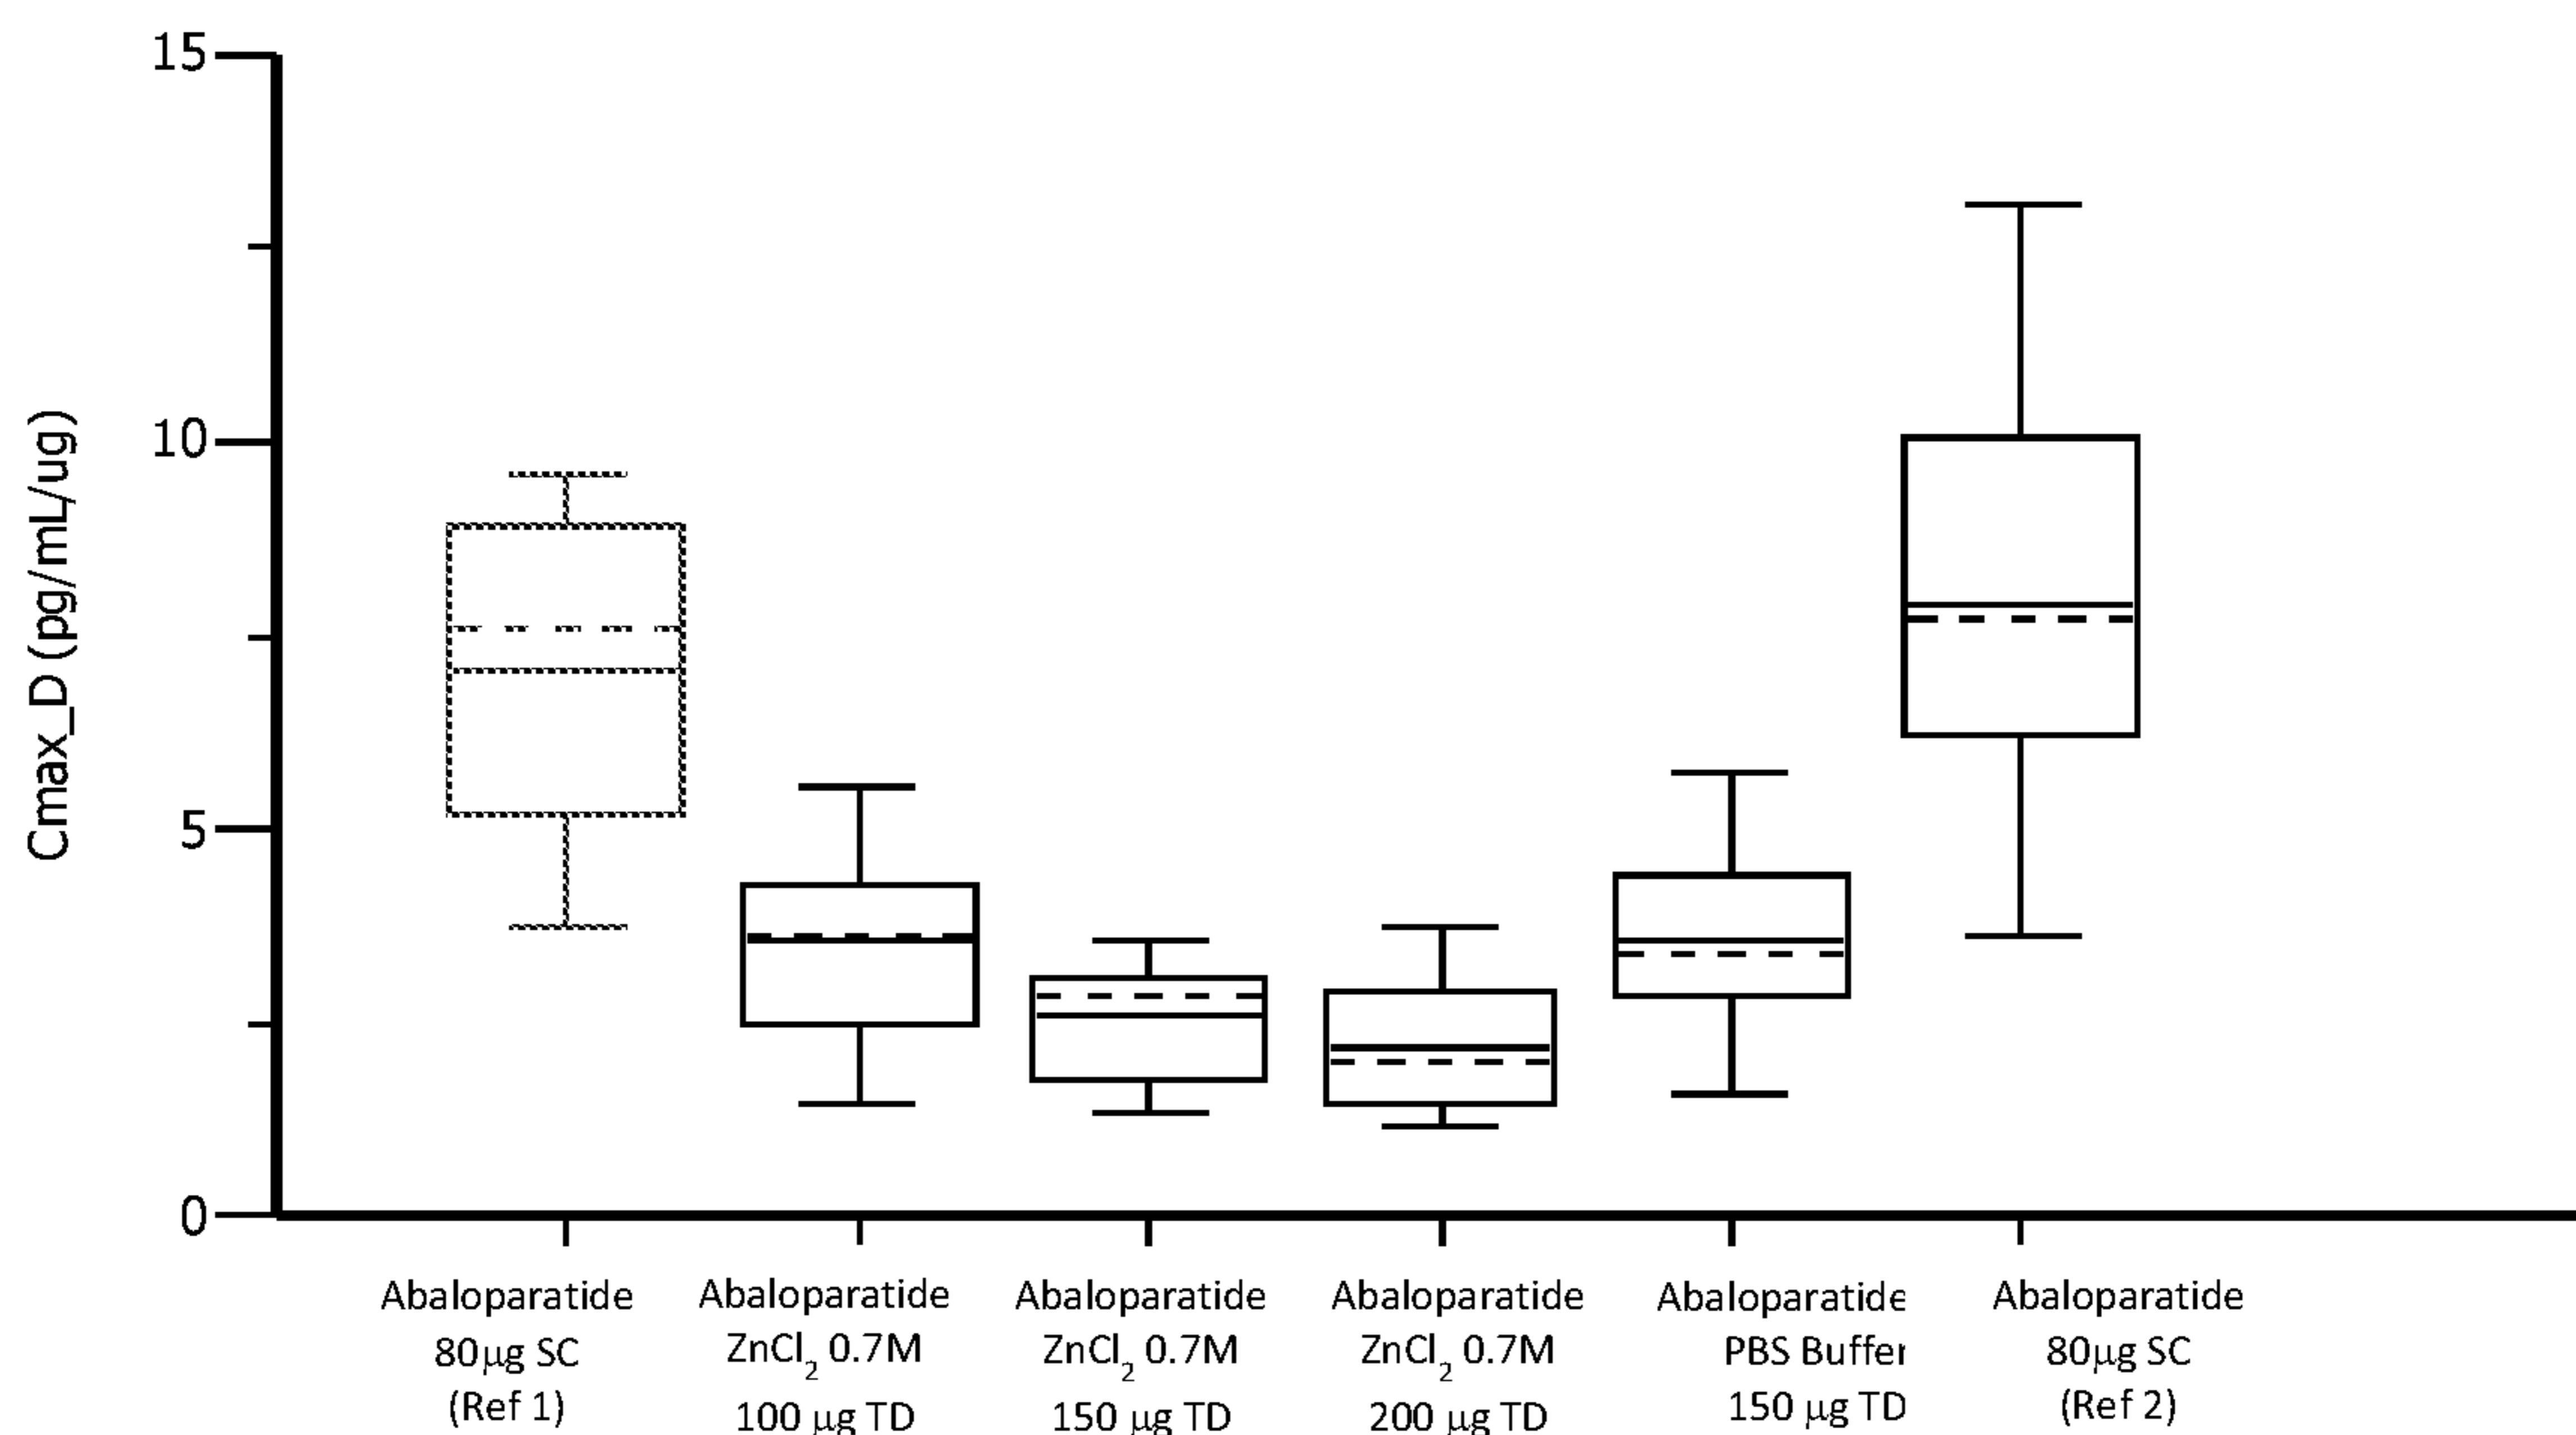 15
10
5
0
Cmax_D (pg/mL/ug)
Abaloparatide
80µg SC
(Ref 1)
Abaloparatide
ZnCl₂ 0.7M
100 µg TD
Abaloparatide
ZnCl₂ 0.7M
150 µg TD
Abaloparatide
ZnCl₂ 0.7M
200 µg TD
Abaloparatide
PBS Buffer
150 µg TD
Abaloparatide
80µg SC
(Ref 2)